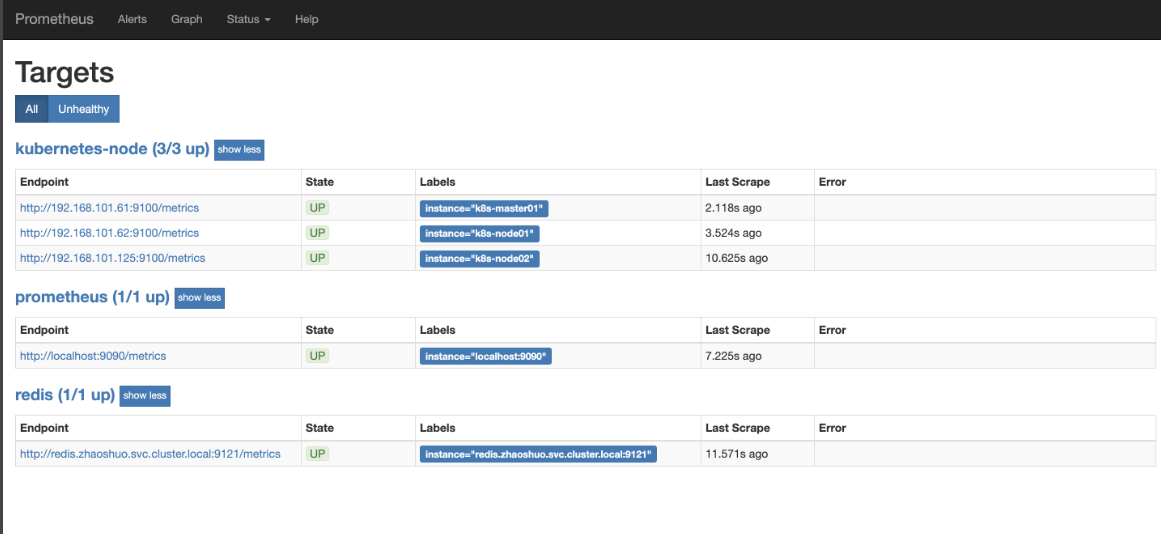 Prometheus Alerts Graph Status Help
Targets
All Unhealthy
kubernetes-node (3/3 up) show less
Endpoint State Labels Last Scrape Error
http://192.168.101.61:9100/metrics UP instance="k8s-master01" 2.118s ago
http://192.168.101.62:9100/metrics UP instance="k8s-node01" 3.524s ago
http://192.168.101.125:9100/metrics UP instance="k8s-node02" 10.625s ago
prometheus (1/1 up) show less
Endpoint State Labels Last Scrape Error
http://localhost:9090/metrics UP instance="localhost:9090" 7.225s ago
redis (1/1 up) show less
Endpoint State Labels Last Scrape Error
http://redis.zhaoshuo.svc.cluster.local:9121/metrics UP instance="redis.zhaoshuo.svc.cluster.local:9121" 11.571s ago